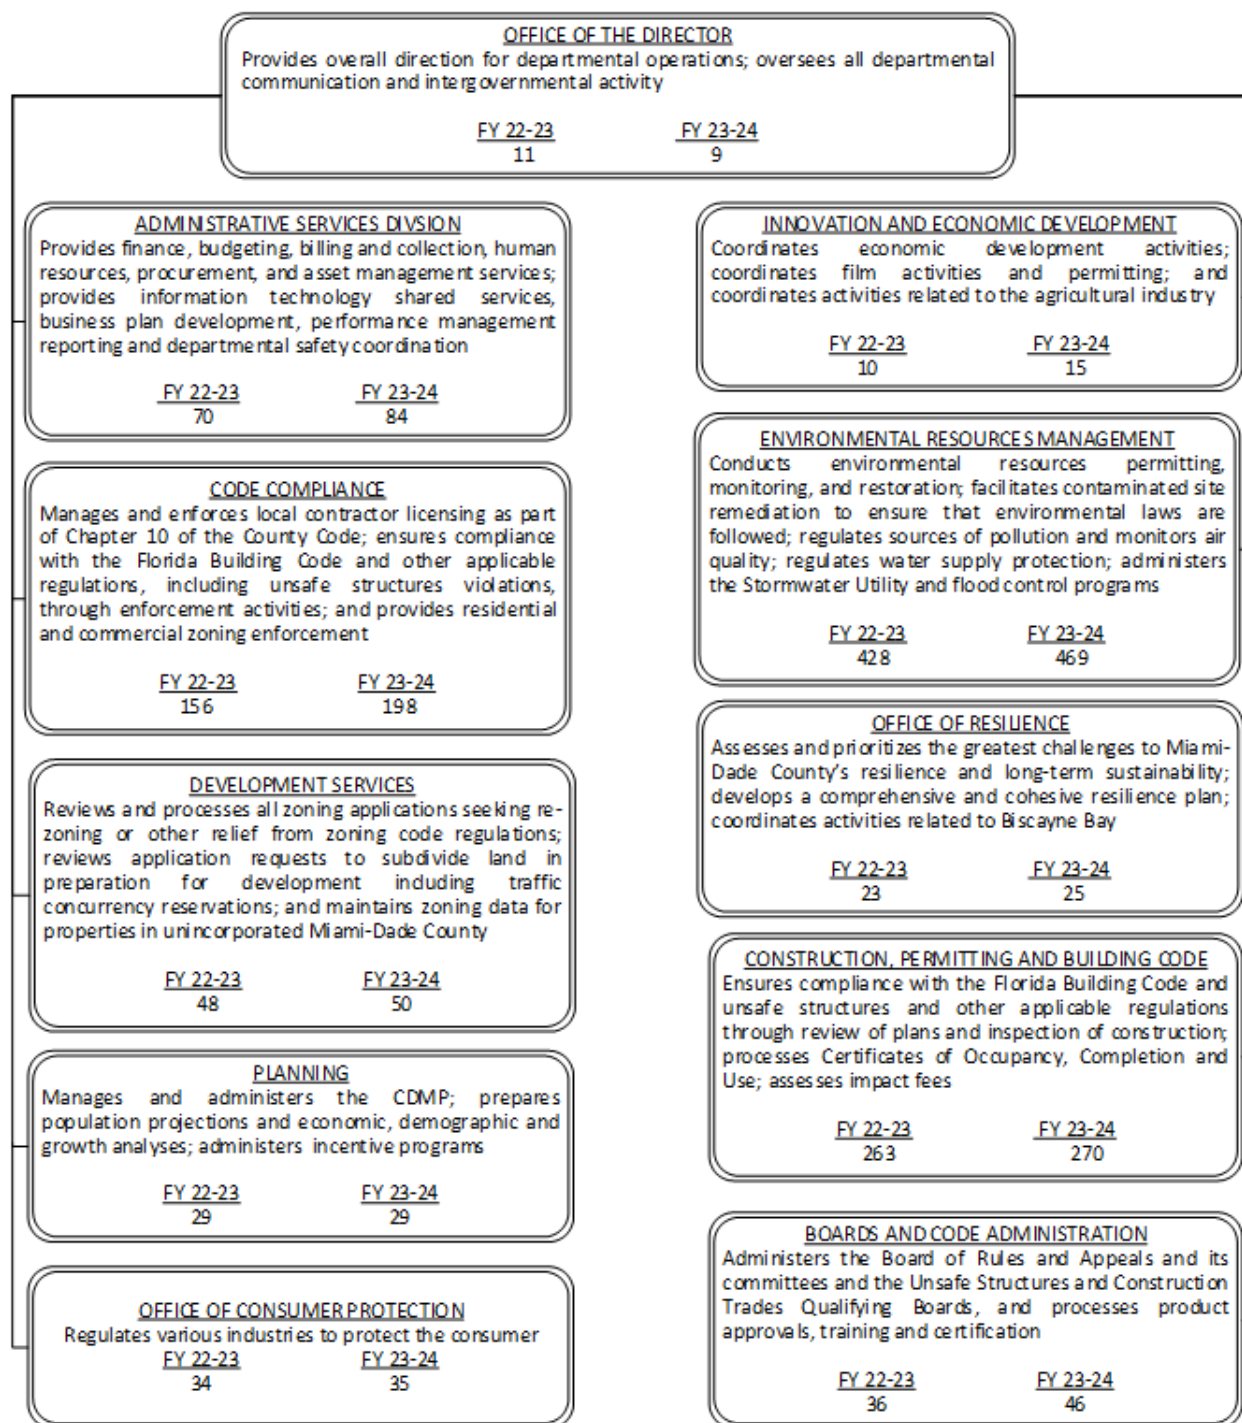 OFFICE OF THE DIRECTOR
Provides overall direction for departmental operations; oversees all departmental
communication and intergovernmental activity
FY 22-23 FY 23-24
11 9
ADMINISTRATIVE SERVICES DIVSION
Provides finance, budgeting, billing and collection, human
resources, procurement, and asset management services;
provides information technology shared services,
business plan development, performance management
reporting and departmental safety coordination
FY 22-23 FY 23-24
70 84
CODE COMPLIANCE
Manages and enforces local contractor licensing as part
of Chapter 10 of the County Code; ensures compliance
with the Florida Building Code and other applicable
regulations, including unsafe structures violations,
through enforcement activities; and provides residential
and commercial zoning enforcement
FY 22-23 FY 23-24
156 198
DEVELOPMENT SERVICES
Reviews and processes all zoning applications seeking re-
zoning or other relief from zoning code regulations;
reviews application requests to subdivide land in
preparation for development including traffic
concurrency reservations; and maintains zoning data for
properties in unincorporated Miami-Dade County
FY 22-23 FY 23-24
48 50
PLANNING
Manages and administers the CDMP; prepares
population projections and economic, demographic and
growth analyses; administers incentive programs
FY 22-23 FY 23-24
29 29
OFFICE OF CONSUMER PROTECTION
Regulates various industries to protect the consumer
FY 22-23 FY 23-24
34 35
INNOVATION AND ECONOMIC DEVELOPMENT
Coordinates economic development activities;
coordinates film activities and permitting; and
coordinates activities related to the agricultural industry
FY 22-23 FY 23-24
10 15
ENVIRONMENTAL RESOURCES MANAGEMENT
Conducts environmental resources permitting,
monitoring, and restoration; facilitates contaminated site
remediation to ensure that environmental laws are
followed; regulates sources of pollution and monitors air
quality; regulates water supply protection; administers
the Stormwater Utility and flood control programs
FY 22-23 FY 23-24
428 469
OFFICE OF RESILIENCE
Assesses and prioritizes the greatest challenges to Miami-
Dade County's resilience and long-term sustainability;
develops a comprehensive and cohesive resilience plan;
coordinates activities related to Biscayne Bay
FY 22-23 FY 23-24
23 25
CONSTRUCTION, PERMITTING AND BUILDING CODE
Ensures compliance with the Florida Building Code and
unsafe structures and other applicable regulations
through review of plans and inspection of construction;
processes Certificates of Occupancy, Completion and
Use; assesses impact fees
FY 22-23 FY 23-24
263 270
BOARDS AND CODE ADMINISTRATION
Administers the Board of Rules and Appeals and its
committees and the Unsafe Structures and Construction
Trades Qualifying Boards, and processes product
approvals, training and certification
FY 22-23 FY 23-24
36 46